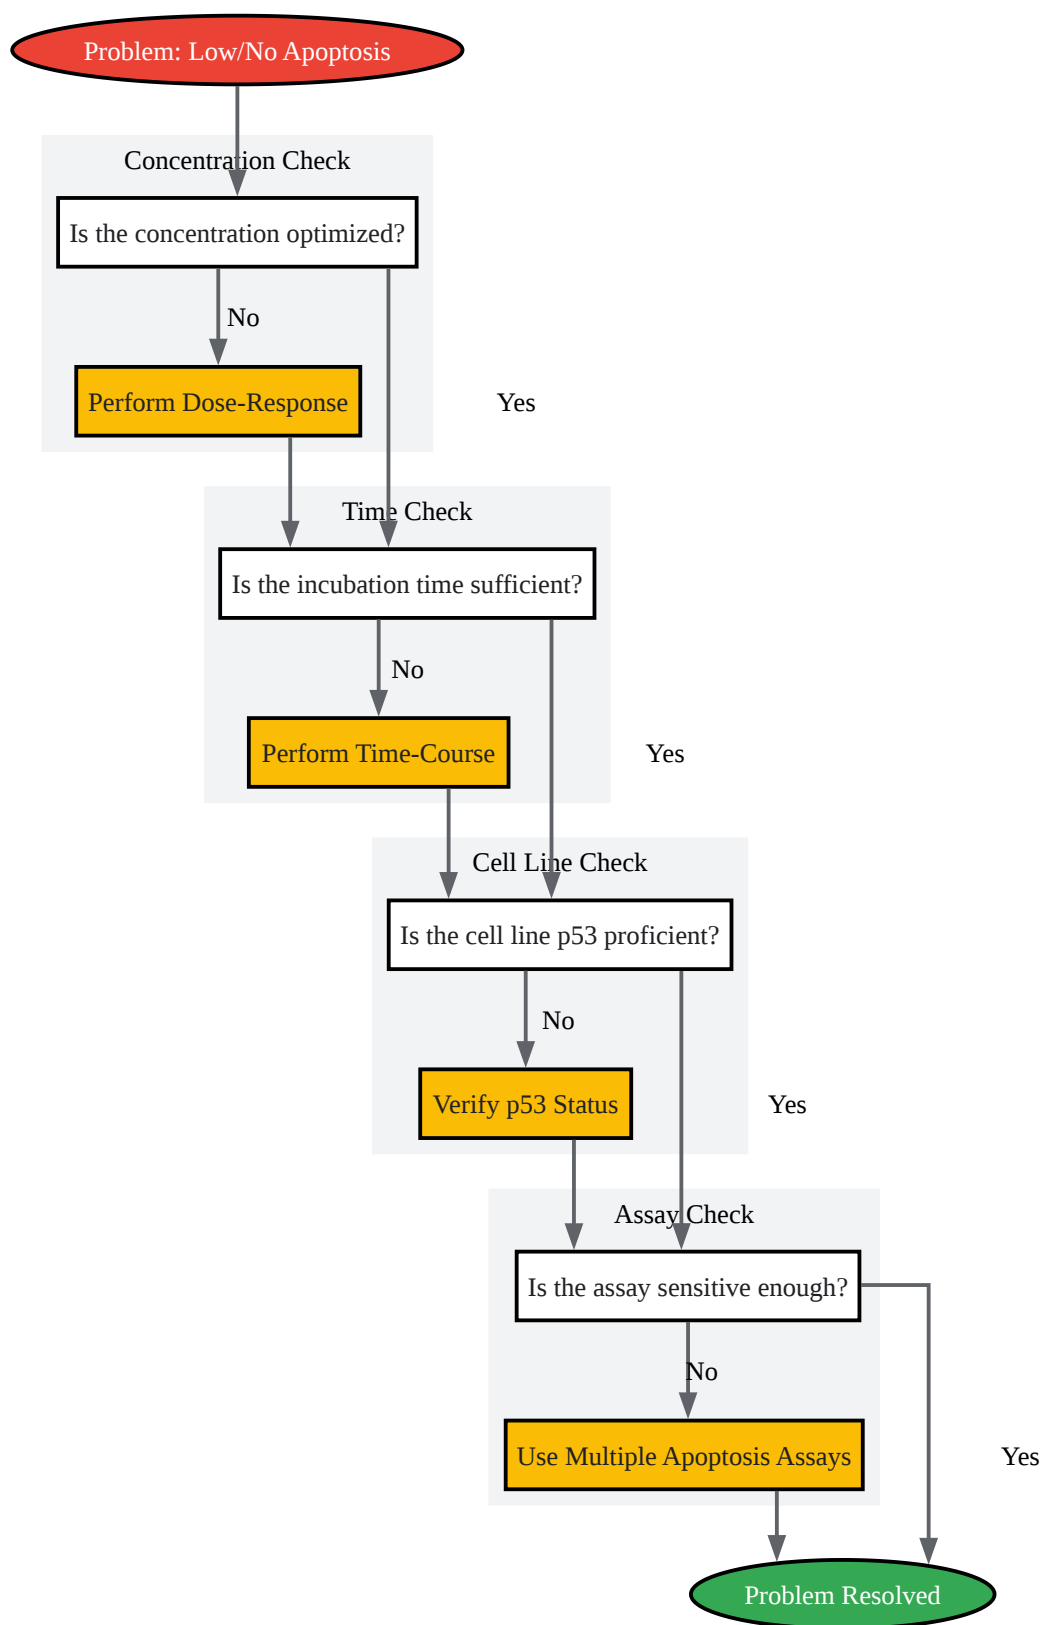 Problem: Low/No Apoptosis
Concentration Check
Is the concentration optimized?
No
Perform Dose-Response
Yes
Time Check
Is the incubation time sufficient?
No
Perform Time-Course
Yes
Cell Line Check
Is the cell line p53 proficient?
No
Verify p53 Status
Yes
Assay Check
Is the assay sensitive enough?
No
Use Multiple Apoptosis Assays
Yes
Problem Resolved